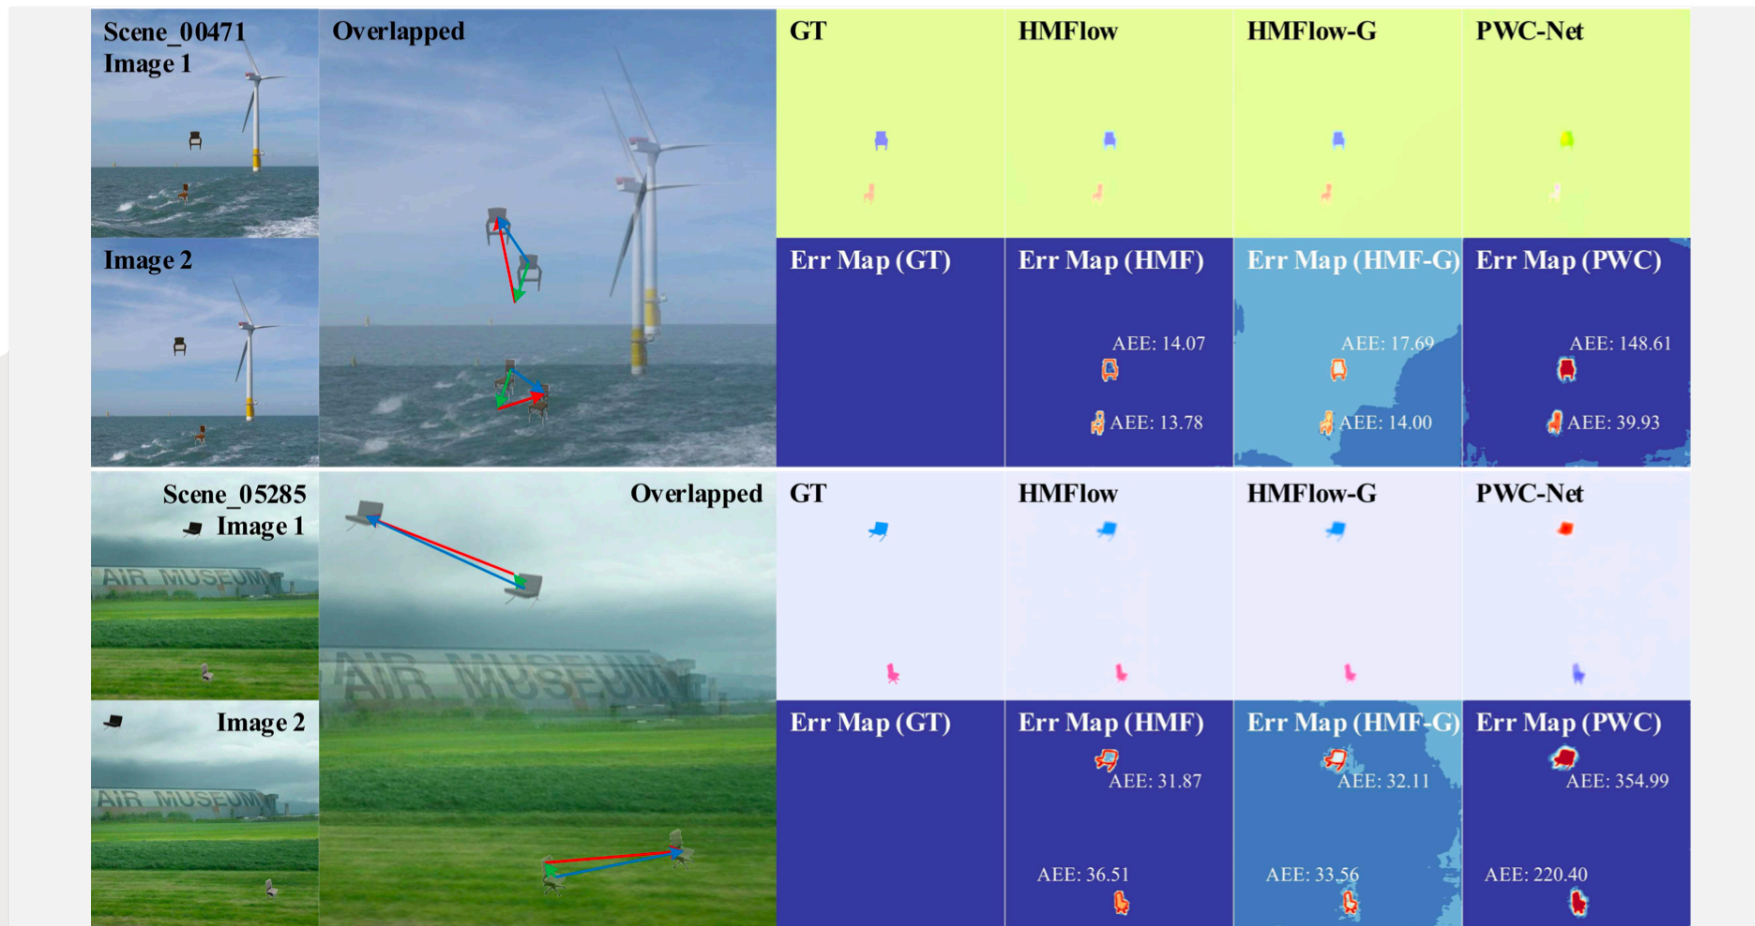 Scene_00471
Image 1
Overlapped
GT
HMFlow
HMFlow-G
PWC-Net
Image 2
Err Map (GT)
Err Map (HMF)
Err Map (HMF-G)
Err Map (PWC)
AEE: 14.07
AEE: 17.69
AEE: 148.61
AEE: 13.78
AEE: 14.00
AEE: 39.93
Scene_05285
Image 1
Overlapped
GT
HMFlow
HMFlow-G
PWC-Net
AIR MUSEUM
AIR MUSEUM
Image 2
Err Map (GT)
Err Map (HMF)
Err Map (HMF-G)
Err Map (PWC)
AEE: 31.87
AEE: 32.11
AEE: 354.99
AIR MUSEUM
AEE: 36.51
AEE: 33.56
AEE: 220.40